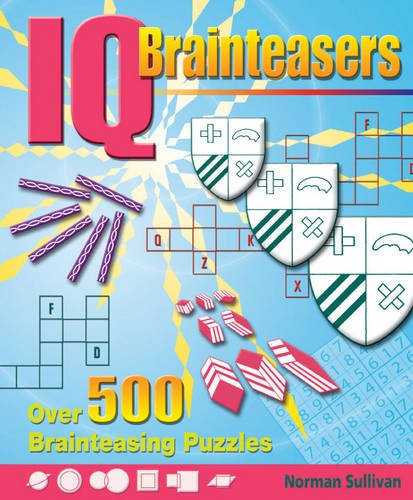 IQ Brainteasers
F
D
Q
K
Z
X
F
D
Over 500
Brainteasing Puzzles
Norman Sullivan